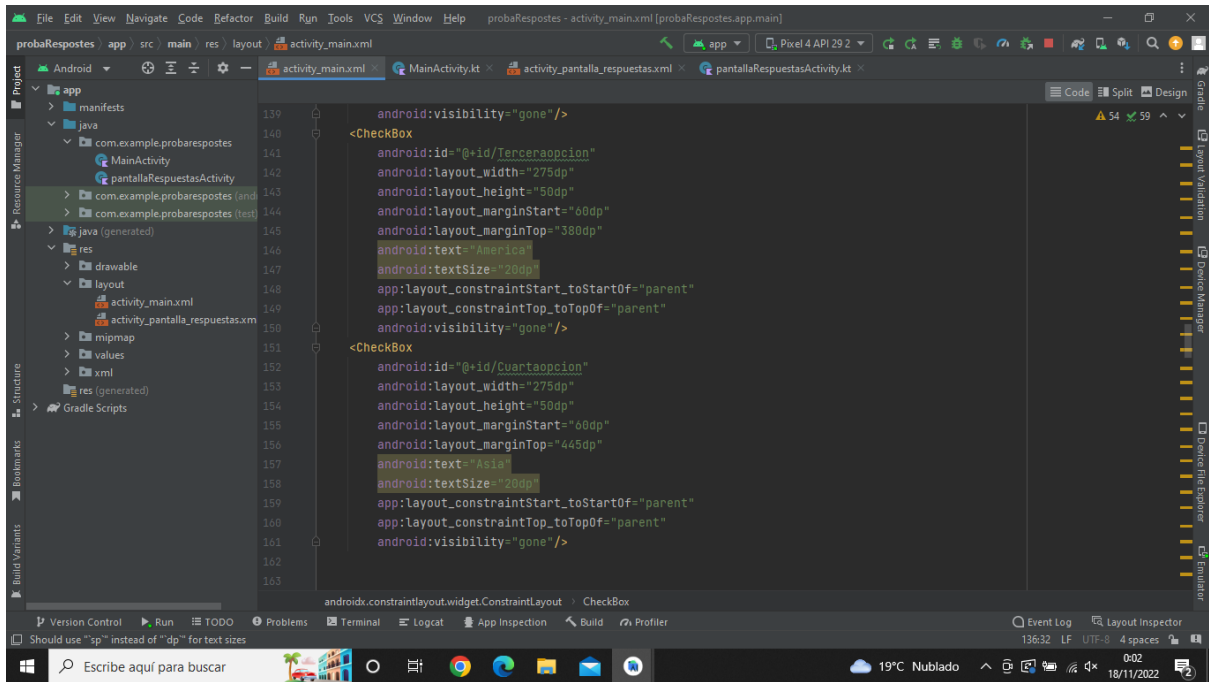 File Edit View Navigate Code Refactor Build Run Tools VCS Window Help probaRespostes - activity_main.xml [probaRespostes.app.main]
probaRespostes app src main res layout activity_main.xml app Pixel 4 API 29 2
Android activity_main.xml MainActivity.kt activity_pantalla_respuestas.xml pantallaRespuestasActivity.kt
Code Split Design
54 59
Project
Resource Manager
Structure
Bookmarks
Build Variants
app
manifests
java
com.example.probarespostes
MainActivity
pantallaRespuestasActivity
com.example.probarespostes (and
com.example.probarespostes (test)
java (generated)
res
drawable
layout
activity_main.xml
activity_pantalla_respuestas.xm
mipmap
values
xml
res (generated)
Gradle Scripts
139 android:visibility="gone"/>
140 <CheckBox
141 android:id="@+id/Terceraopcion"
142 android:layout_width="275dp"
143 android:layout_height="50dp"
144 android:layout_marginStart="60dp"
145 android:layout_marginTop="380dp"
146 android:text="America"
147 android:textSize="20dp"
148 app:layout_constraintStart_toStartOf="parent"
149 app:layout_constraintTop_toTopOf="parent"
150 android:visibility="gone"/>
151 <CheckBox
152 android:id="@+id/Cuartaopcion"
153 android:layout_width="275dp"
154 android:layout_height="50dp"
155 android:layout_marginStart="60dp"
156 android:layout_marginTop="445dp"
157 android:text="Asia"
158 android:textSize="20dp"
159 app:layout_constraintStart_toStartOf="parent"
160 app:layout_constraintTop_toTopOf="parent"
161 android:visibility="gone"/>
162
163
Gradle
Layout Validation
Device Manager
Device File Explorer
Emulator
androidx.constraintlayout.widget.ConstraintLayout CheckBox
Version Control Run TODO Problems Terminal Logcat App Inspection Build Profiler Event Log Layout Inspector
Should use "`sp`" instead of "`dp`" for text sizes 136:32 LF UTF-8 4 spaces
Escribe aquí para buscar 19°C Nublado 0:02
18/11/2022
2